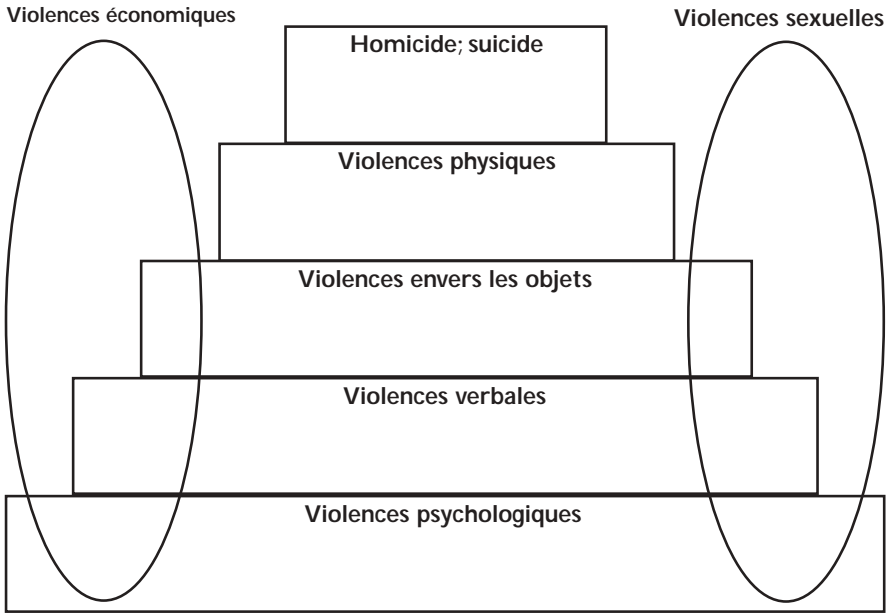 Violences économiques
Violences sexuelles
Homicide; suicide
Violences physiques
Violences envers les objets
Violences verbales
Violences psychologiques